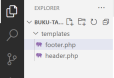 EXPLORER
BUKU-TA...
templates
footer.php
header.php